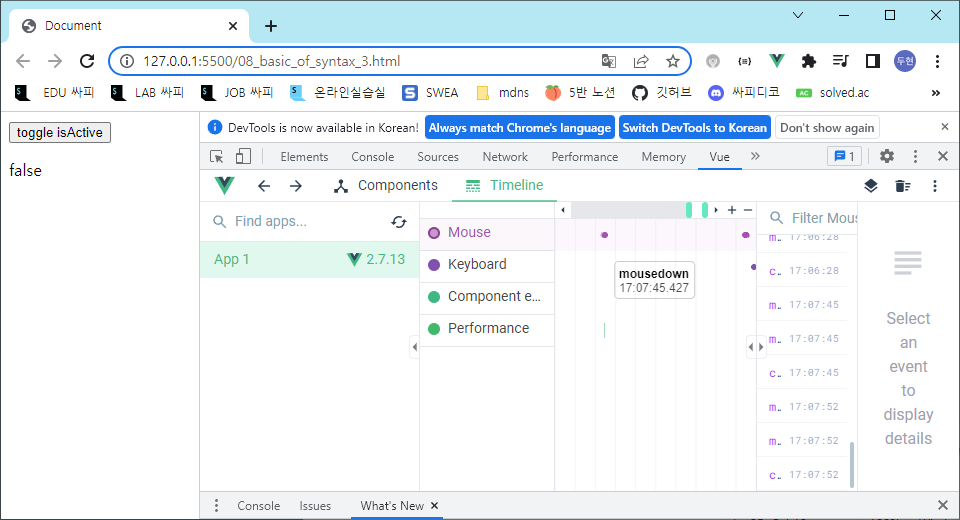 Document
127.0.0.1:5500/08_basic_of_syntax_3.html
두현
EDU 싸피
LAB 싸피
JOB 싸피
온라인실습실
SWEA
mdns
5반 노션
깃허브
싸피디코
solved.ac
toggle isActive
false
DevTools is now available in Korean!
Always match Chrome's language
Switch DevTools to Korean
Don't show again
Elements
Console
Sources
Network
Performance
Memory
Vue
1
Components
Timeline
Find apps...
App 1
2.7.13
Mouse
Keyboard
Component e...
Performance
mousedown
17:07:45.427
Filter Mous
m.. 17:06:28
c.. 17:06:28
m.. 17:07:45
m.. 17:07:45
c.. 17:07:45
m.. 17:07:52
m.. 17:07:52
c.. 17:07:52
Select
an
event
to
display
details
Console
Issues
What's New